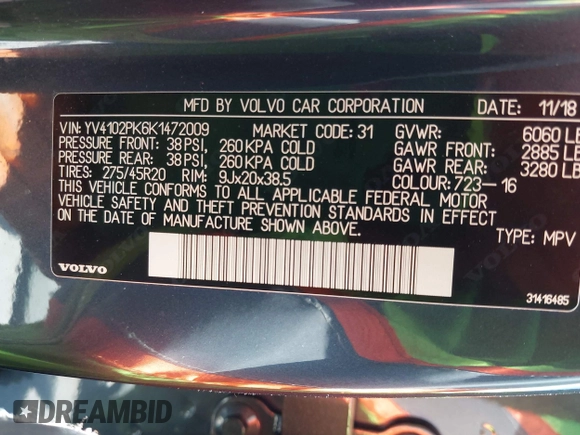 MFD BY VOLVO CAR CORPORATION DATE: 11/18
VIN: YV4102PK6K1472009 MARKET CODE: 31 GVWR: 6060 LB
PRESSURE FRONT: 38 PSI, 260 KPA COLD GAWR FRONT: 2885 LB
PRESSURE REAR: 38 PSI, 260 KPA COLD GAWR REAR: 3280 LB
TIRES: 275/45R20 RIM: 9Jx20x38.5 COLOUR: 723—16
THIS VEHICLE CONFORMS TO ALL APPLICABLE FEDERAL MOTOR
VEHICLE SAFETY AND THEFT PREVENTION STANDARDS IN EFFECT
ON THE DATE OF MANUFACTURE SHOWN ABOVE.
TYPE: MPV
VOLVO
31416485
DREAMBID